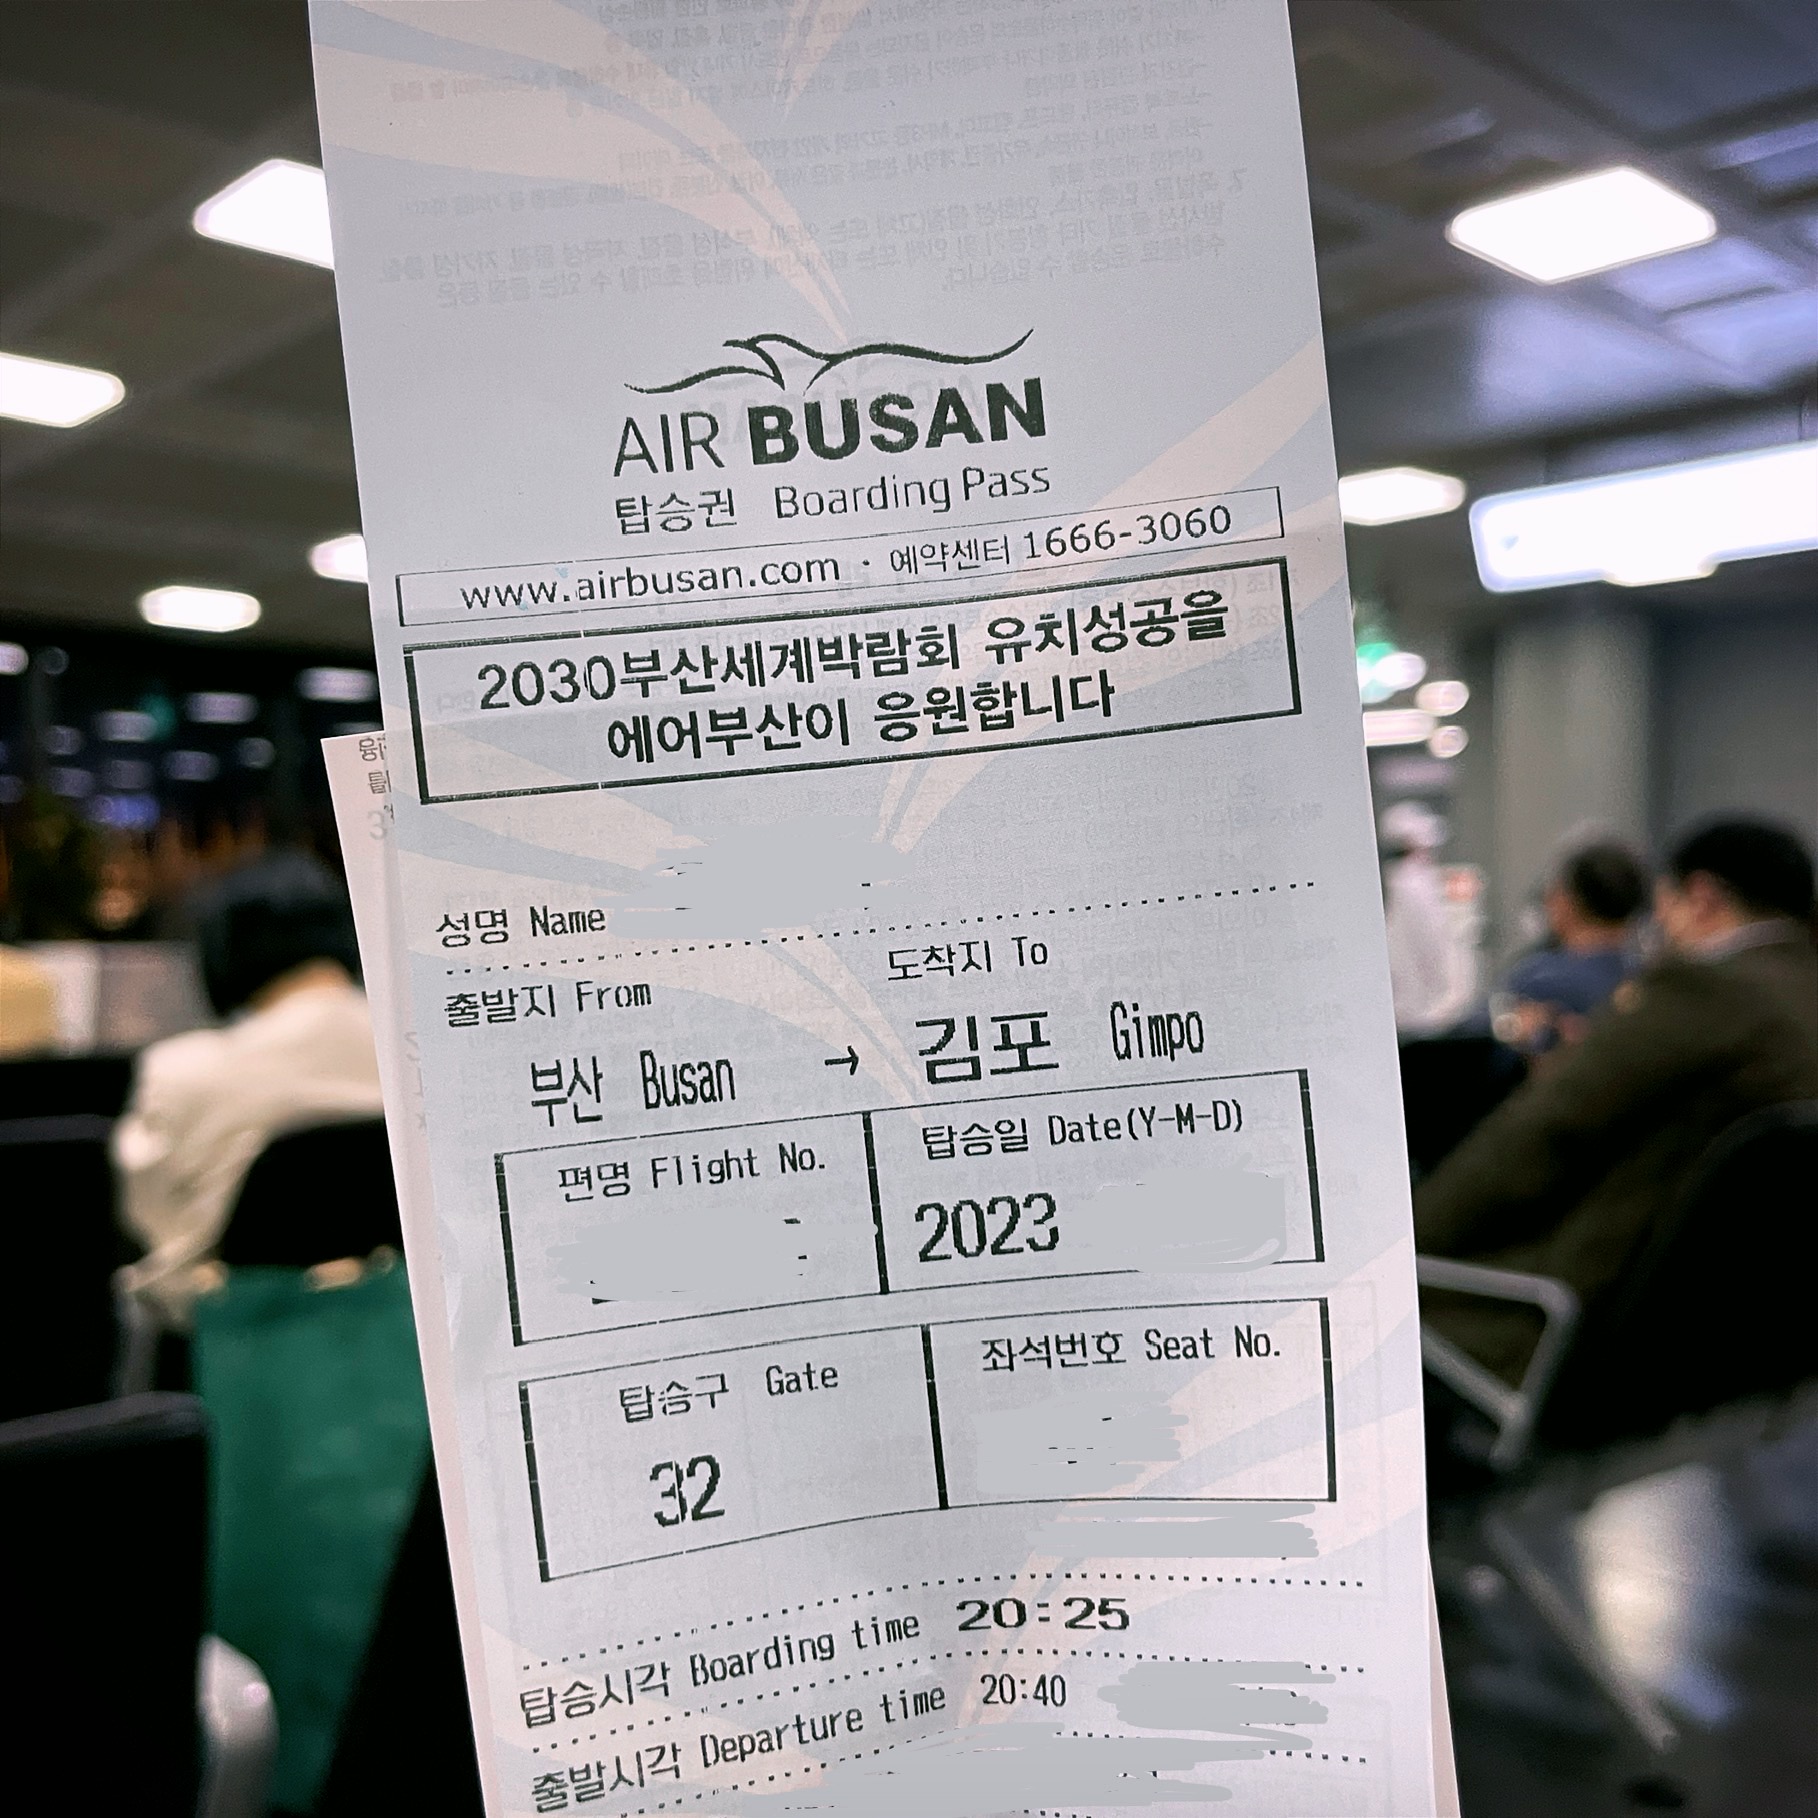 AIR BUSAN
탑승권 Boarding Pass
www.airbusan.com · 예약센터 1666-3060
2030부산세계박람회 유치성공을
에어부산이 응원합니다
성명 Name
출발지 From 도착지 To
부산 Busan → 김포 Gimpo
편명 Flight No. 탑승일 Date(Y-M-D)
2023
탑승구 Gate 좌석번호 Seat No.
32
탑승시각 Boarding time 20:25
출발시각 Departure time 20:40